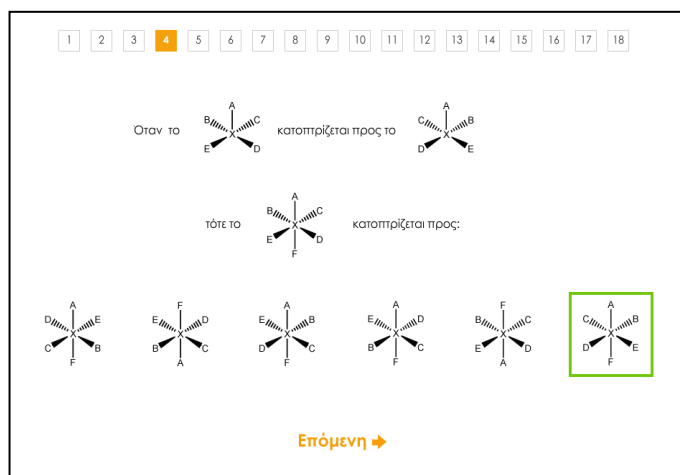 1 2 3 4 5 6 7 8 9 10 11 12 13 14 15 16 17 18
A A
Όταν το B C κατοπτρίζεται προς το C B
X X
E D D E
A
τότε το B C κατοπτρίζεται προς:
X
E D
F
A F A A F A
D E E D E B E D B C C B
X X X X X X
C B B C D C B C E D D E
F A F F A F
Επόμενη